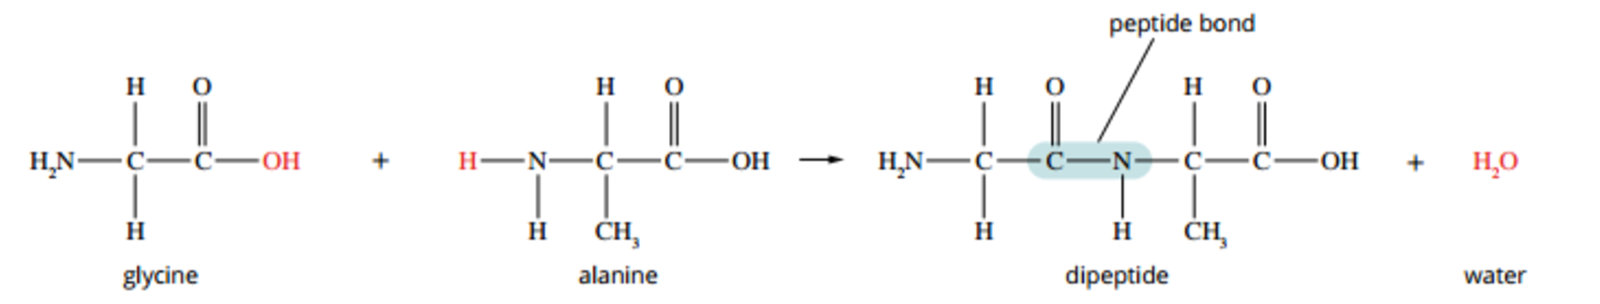 peptide bond
H O H O H O H O
H₂N C C OH + H N C C OH → H₂N C C N C C OH + H₂O
H H CH₃ H H CH₃
glycine alanine dipeptide water